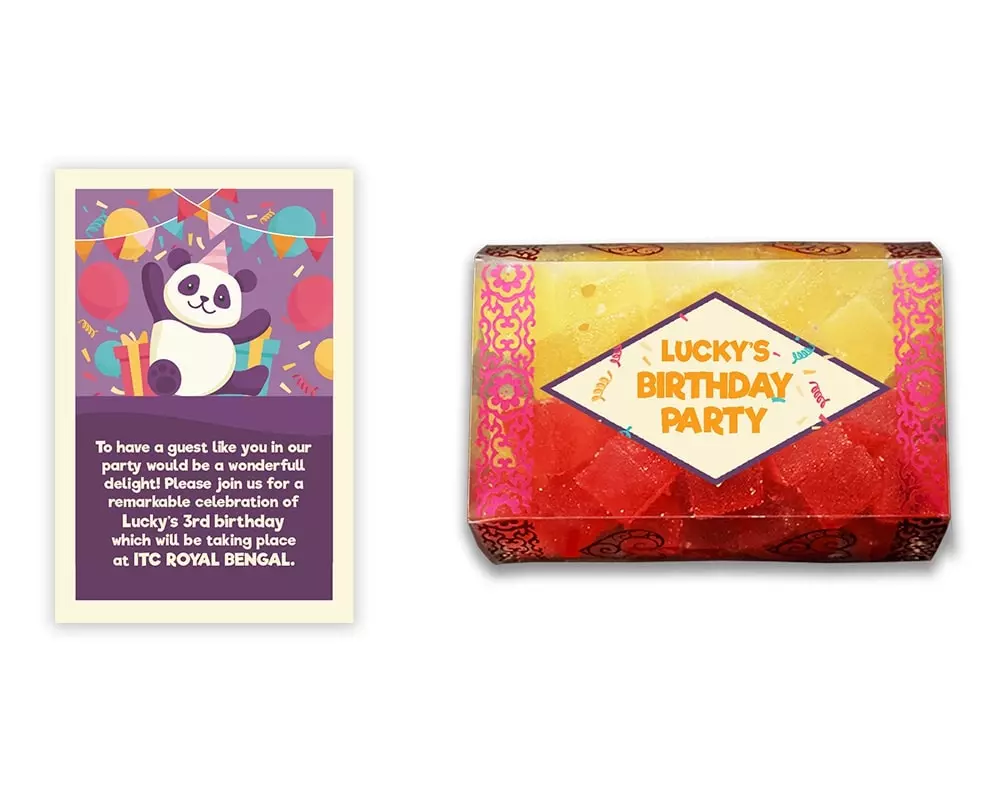 To have a guest like you in our
party would be a wonderfull
delight! Please join us for a
remarkable celebration of
Lucky's 3rd birthday
which will be taking place
at ITC ROYAL BENGAL.
LUCKY'S
BIRTHDAY
PARTY